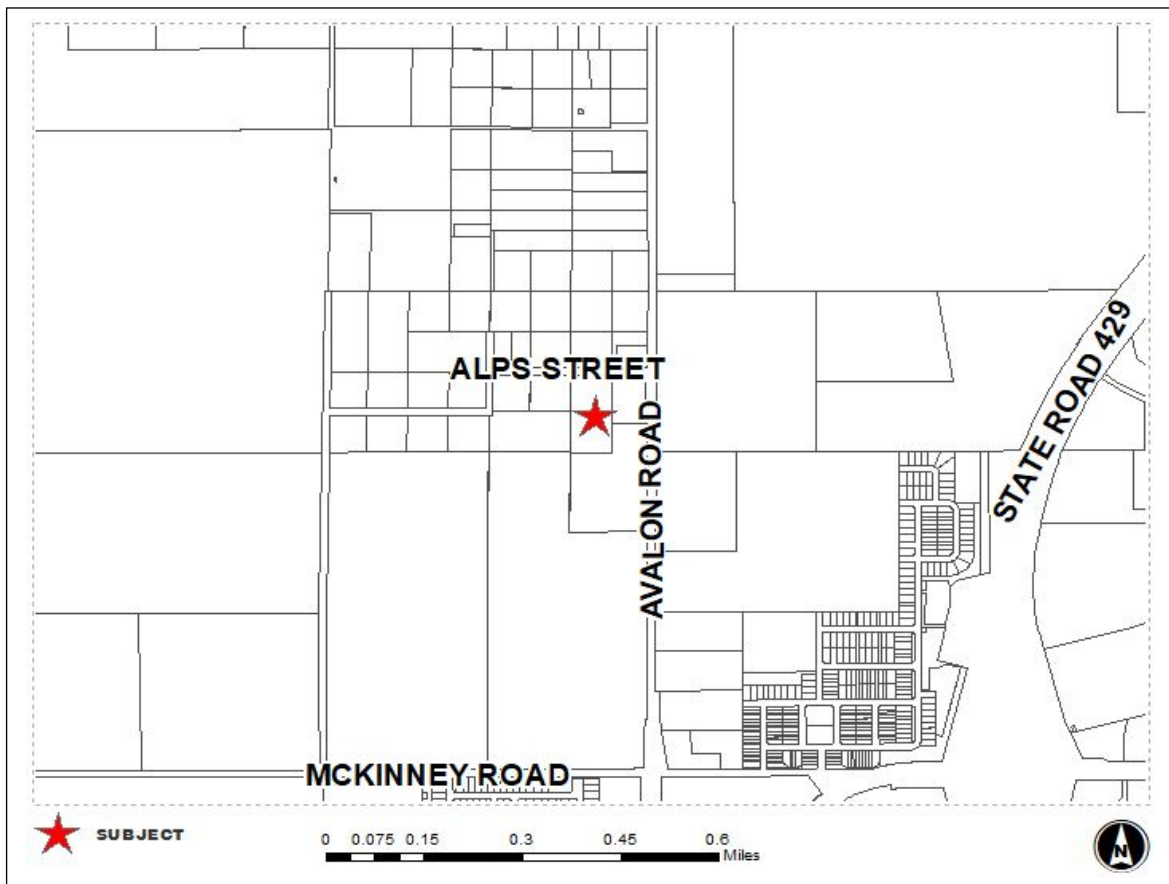 ALPS STREET
AVALON ROAD
STATE ROAD 429
MCKINNEY ROAD
SUBJECT
0 0.075 0.15 0.3 0.45 0.6
Miles
N